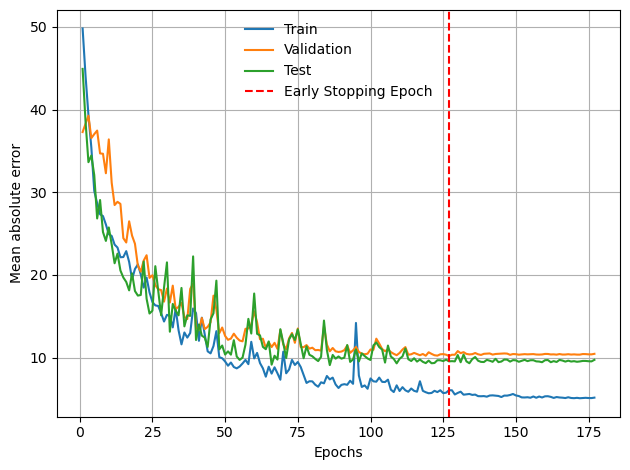 50
40
30
20
10
Mean absolute error
Train
Validation
Test
Early Stopping Epoch
0
25
50
75
100
125
150
175
Epochs